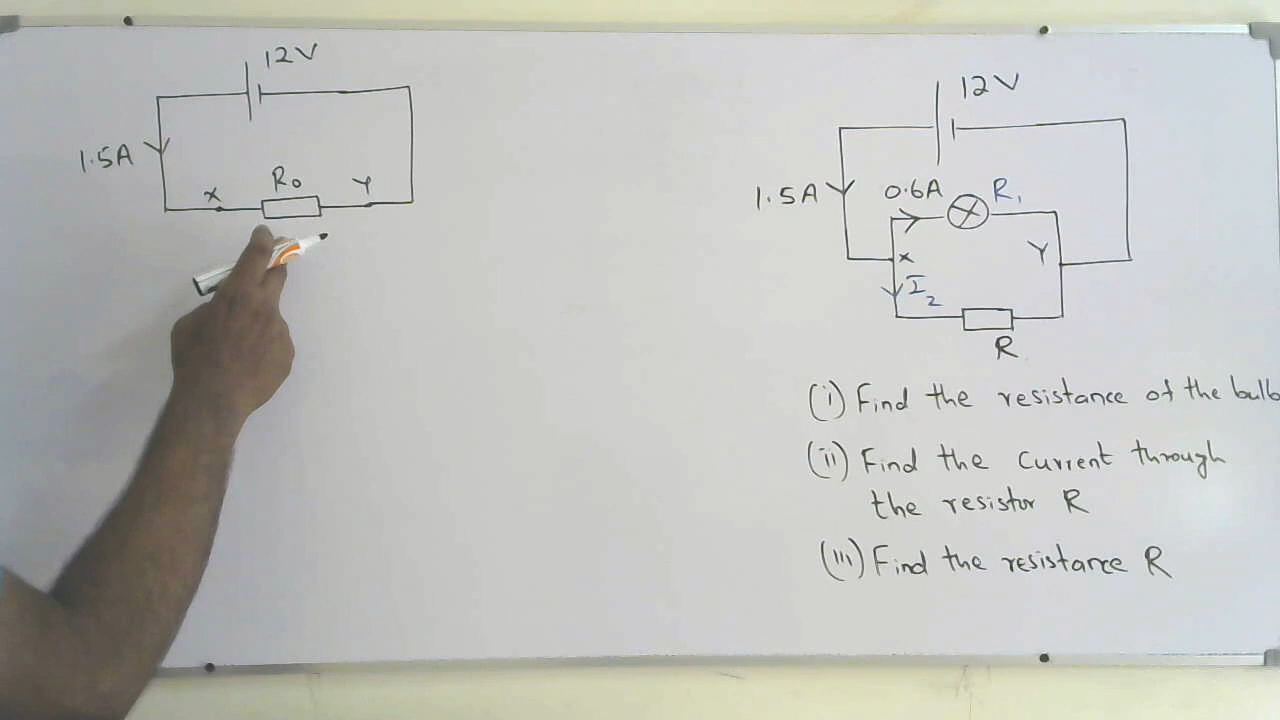 12V
1.5A
X
R₀
Y
12V
1.5A
0.6A
R₁
X
Y
I₂
R
(i) Find the resistance of the bulb
(ii) Find the current through
the resistor R
(iii) Find the resistance R